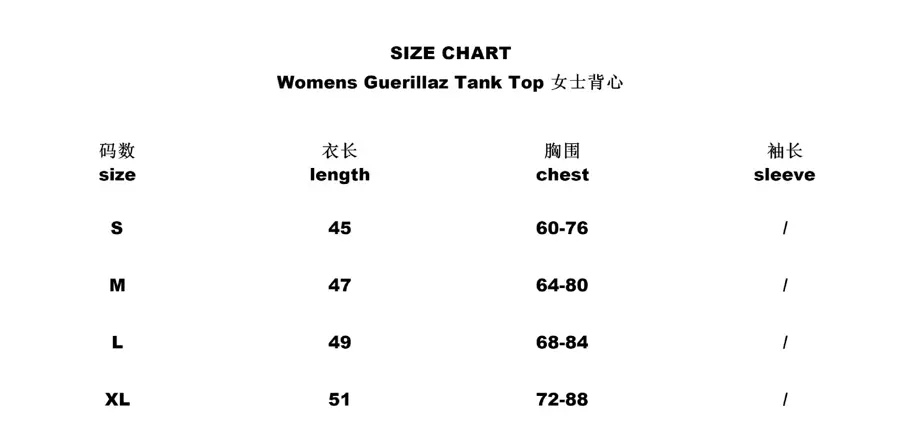 SIZE CHART
Womens Guerillaz Tank Top 女士背心
码数 衣长 胸围 袖长
size length chest sleeve
S 45 60-76 /
M 47 64-80 /
L 49 68-84 /
XL 51 72-88 /